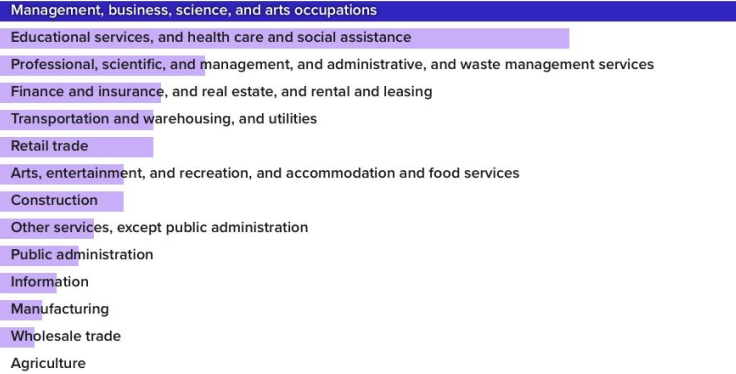 Management, business, science, and arts occupations
Educational services, and health care and social assistance
Professional, scientific, and management, and administrative, and waste management services
Finance and insurance, and real estate, and rental and leasing
Transportation and warehousing, and utilities
Retail trade
Arts, entertainment, and recreation, and accommodation and food services
Construction
Other services, except public administration
Public administration
Information
Manufacturing
Wholesale trade
Agriculture